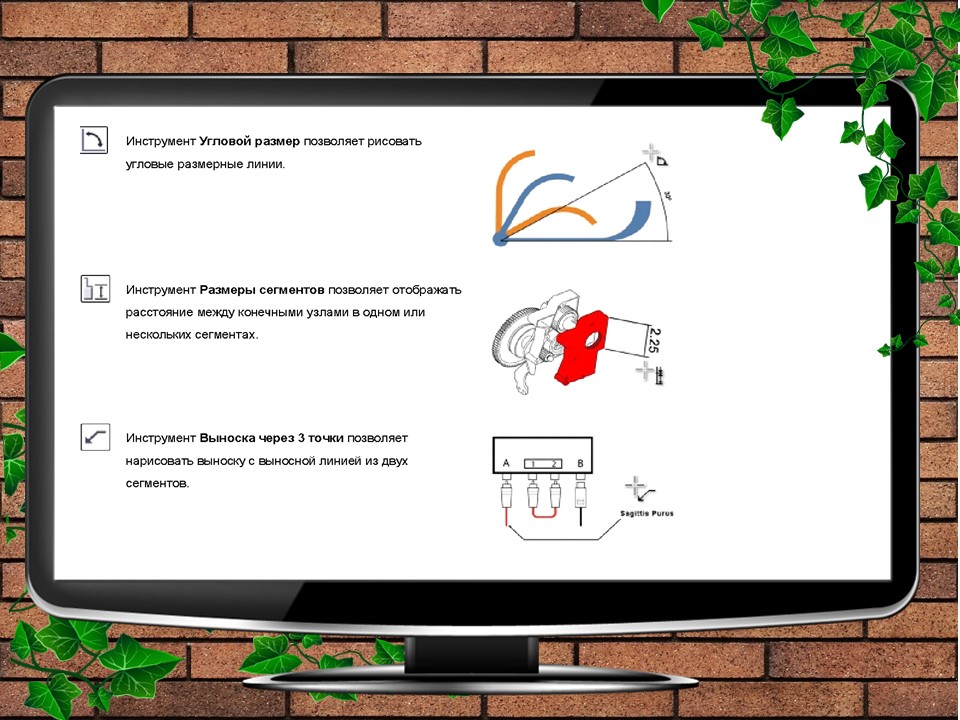 Инструмент Угловой размер позволяет рисовать
угловые размерные линии.
30°
Инструмент Размеры сегментов позволяет отображать
расстояние между конечными узлами в одном или
нескольких сегментах.
2.25
Инструмент Выноска через 3 точки позволяет
нарисовать выноску с выносной линией из двух
сегментов.
A 1 2 B
Sagittis Purus